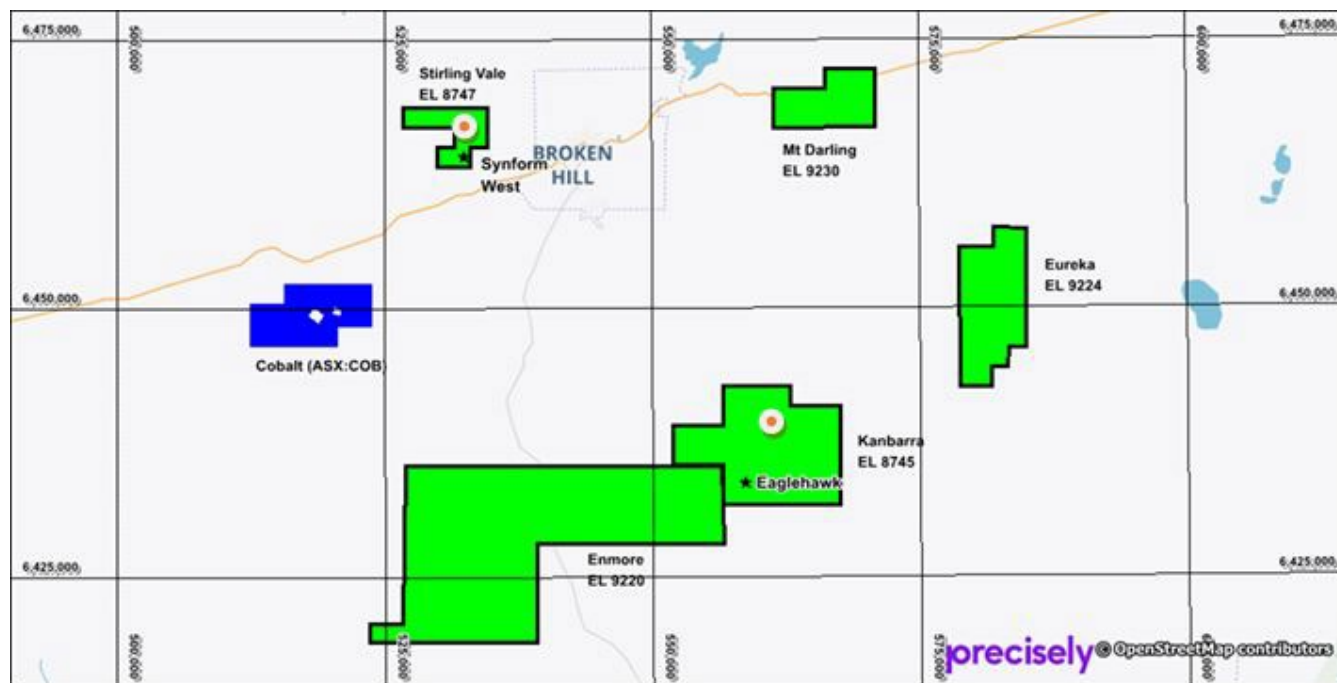 6,475,000
500,000
525,000
550,000
575,000
600,000
6,475,000
Stirling Vale
EL 8747
Synform
West
BROKEN
HILL
Mt Darling
EL 9230
Eureka
EL 9224
6,450,000
6,450,000
Cobalt (ASX:COB)
Kanbarra
EL 8745
Eaglehawk
Enmore
EL 9220
6,425,000
6,425,000
500,000
525,000
550,000
575,000
precisely © OpenStreetMap contributors